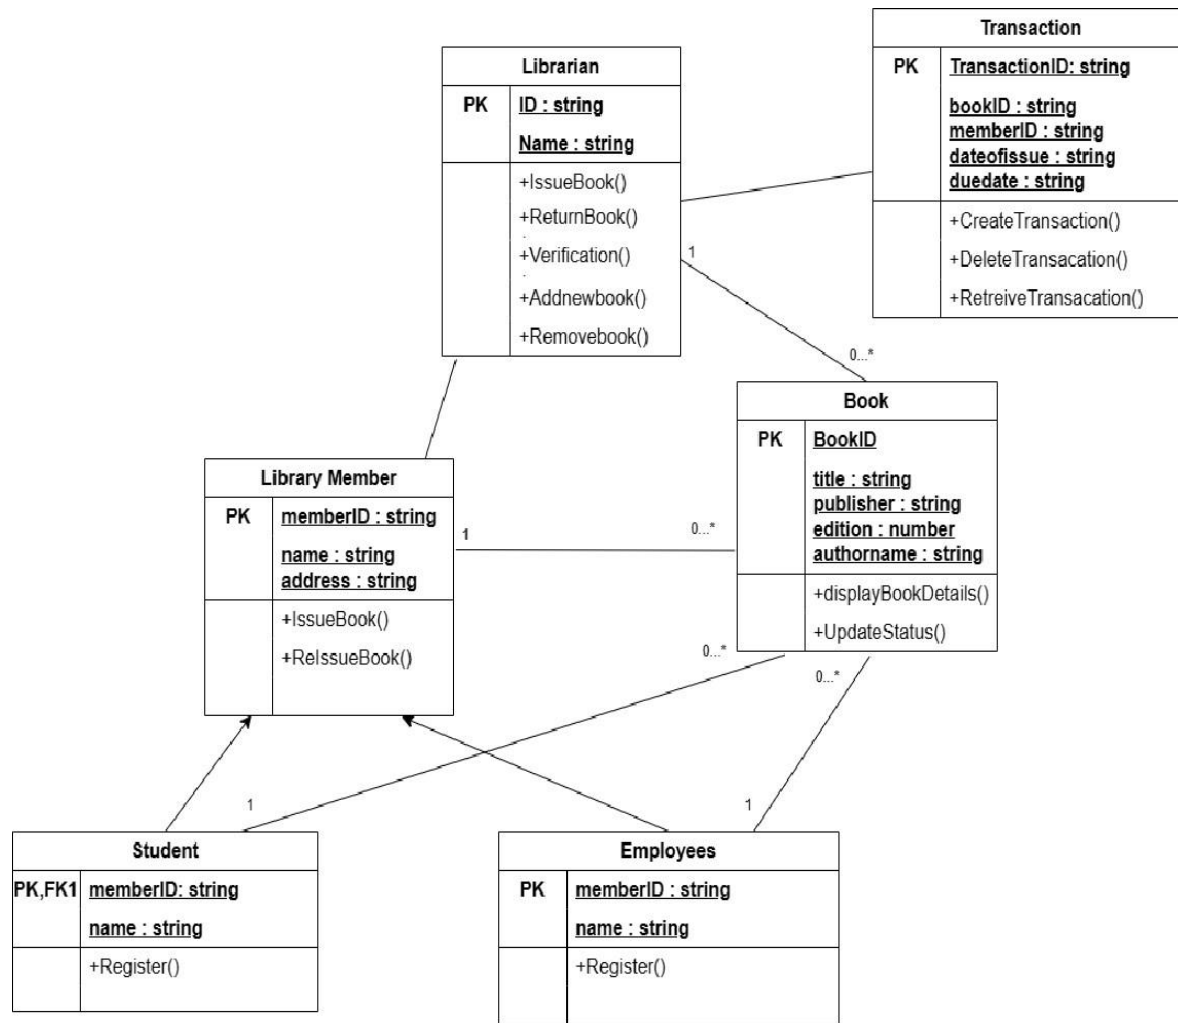 Transaction
PK
TransactionID: string
bookID : string
memberID : string
dateofissue : string
duedate : string
+CreateTransaction()
+DeleteTransacation()
+RetreiveTransacation()
Librarian
PK
ID : string
Name : string
+IssueBook()
+ReturnBook()
+Verification()
+Addnewbook()
+Removebook()
1
0...*
Book
PK
BookID
title : string
publisher : string
edition : number
authorname : string
+displayBookDetails()
+UpdateStatus()
Library Member
PK
memberID : string
name : string
address : string
+IssueBook()
+ReIssueBook()
1
0...*
0...*
0...*
1
1
Student
PK,FK1
memberID: string
name : string
+Register()
Employees
PK
memberID : string
name : string
+Register()